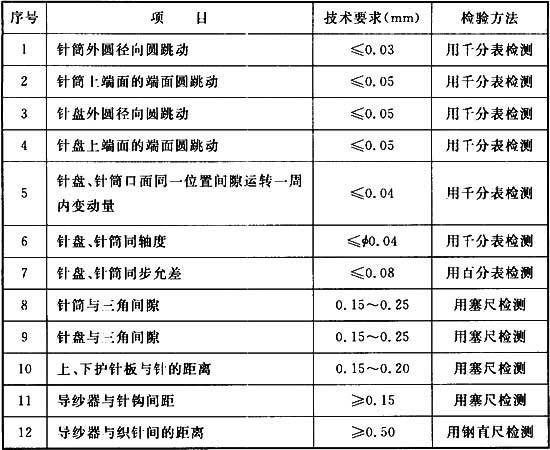 序号 项 目 技术要求(mm) 检验方法
1 针筒外圆径向圆跳动 ≤0.03 用千分表检测
2 针筒上端面的端面圆跳动 ≤0.05 用千分表检测
3 针盘外圆径向圆跳动 ≤0.05 用千分表检测
4 针盘上端面的端面圆跳动 ≤0.05 用千分表检测
5 针盘、针筒口面同一位置间隙运转一周
内变动量 ≤0.04 用千分表检测
6 针盘、针筒同轴度 ≤ϕ0.04 用千分表检测
7 针盘、针筒同步允差 ≤0.08 用百分表检测
8 针筒与三角间隙 0.15~0.25 用塞尺检测
9 针盘与三角间隙 0.15~0.25 用塞尺检测
10 上、下护针板与针的距离 0.15~0.20 用塞尺检测
11 导纱器与针钩间距 ≥0.15 用塞尺检测
12 导纱器与织针间的距离 ≥0.50 用钢直尺检测